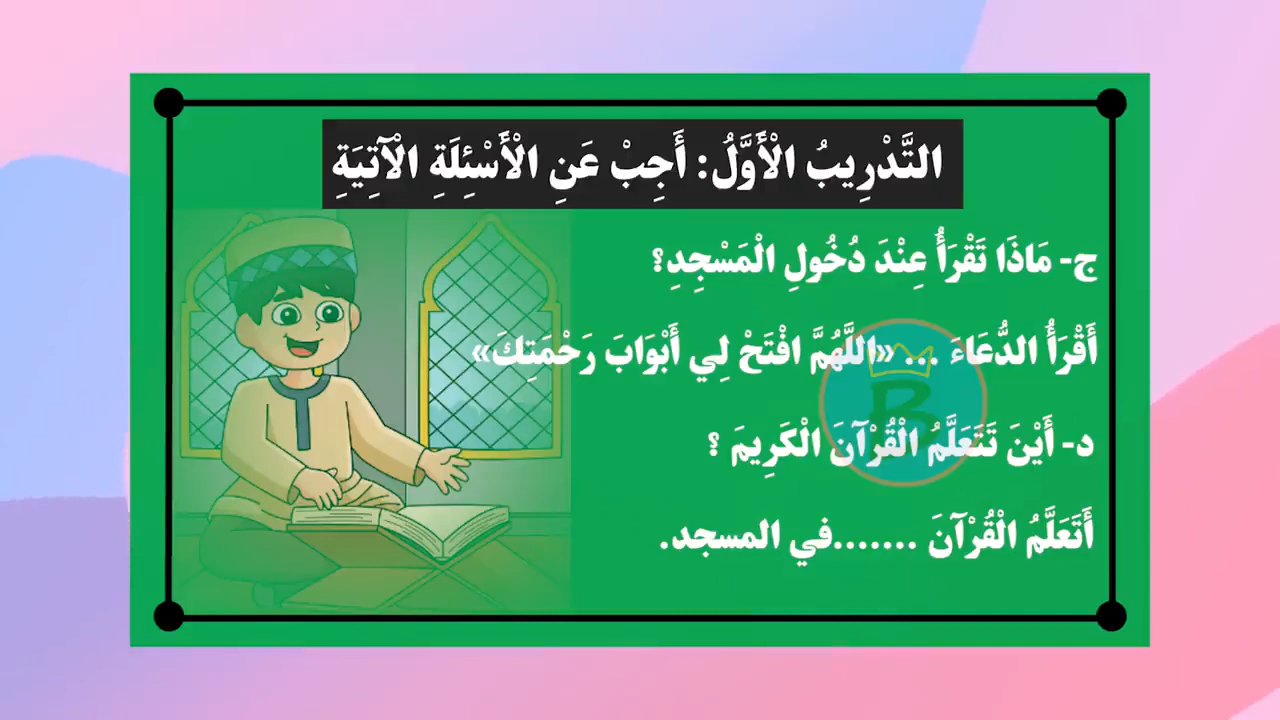 التَّدْرِيبُ الْأَوَّلُ: أَجِبْ عَنِ الْأَسْئِلَةِ الْآتِيَةِ
ج- مَاذَا تَقْرَأُ عِنْدَ دُخُولِ الْمَسْجِدِ؟
أَقْرَأُ الدُّعَاءَ ... «اللَّهُمَّ افْتَحْ لِي أَبْوَابَ رَحْمَتِكَ»
د- أَيْنَ تَتَعَلَّمُ الْقُرْآنَ الْكَرِيمَ ؟
أَتَعَلَّمُ الْقُرْآنَ .......في المسجد.
B